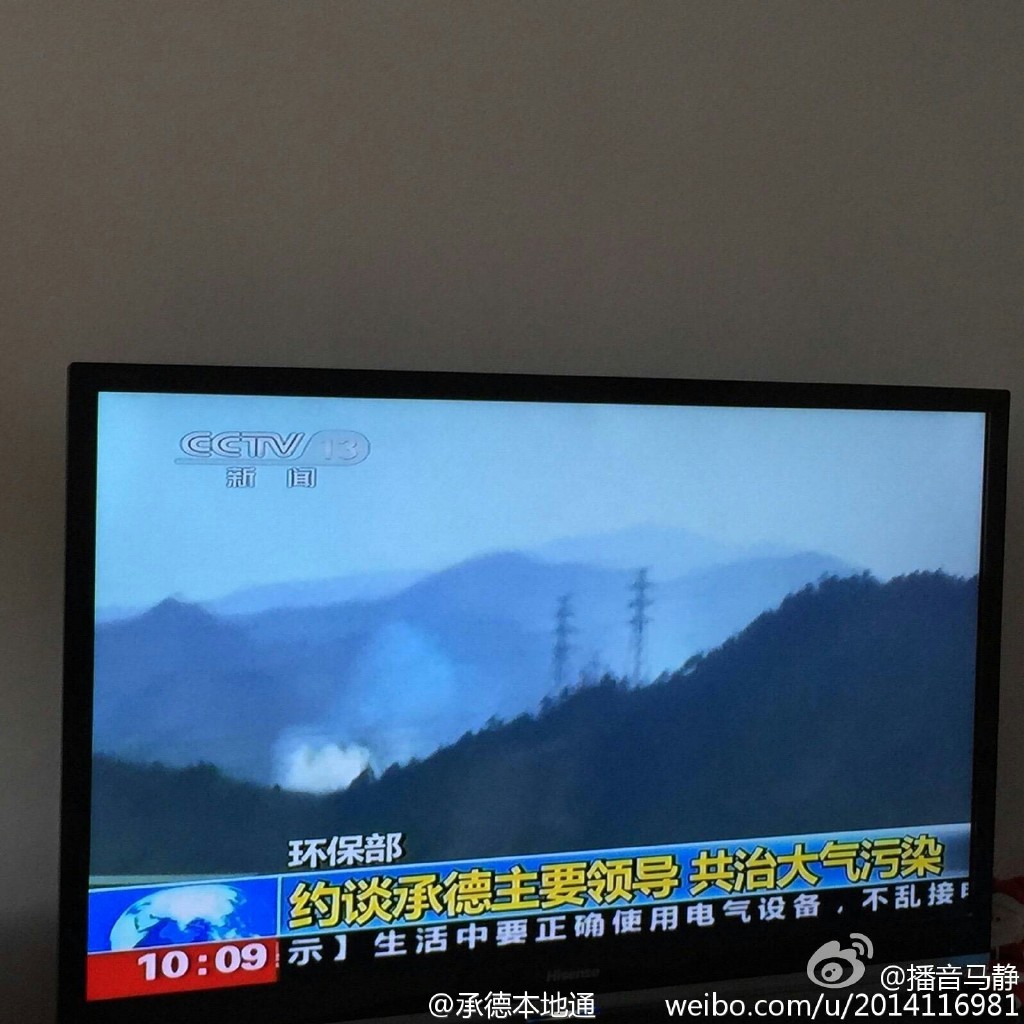 CCTV 13
新闻
环保部
约谈承德主要领导 共治大气污染
示】生活中要正确使用电气设备，不乱接
10:09
Hisense
@播音马静
@承德本地通
weibo.com/u/2014116981